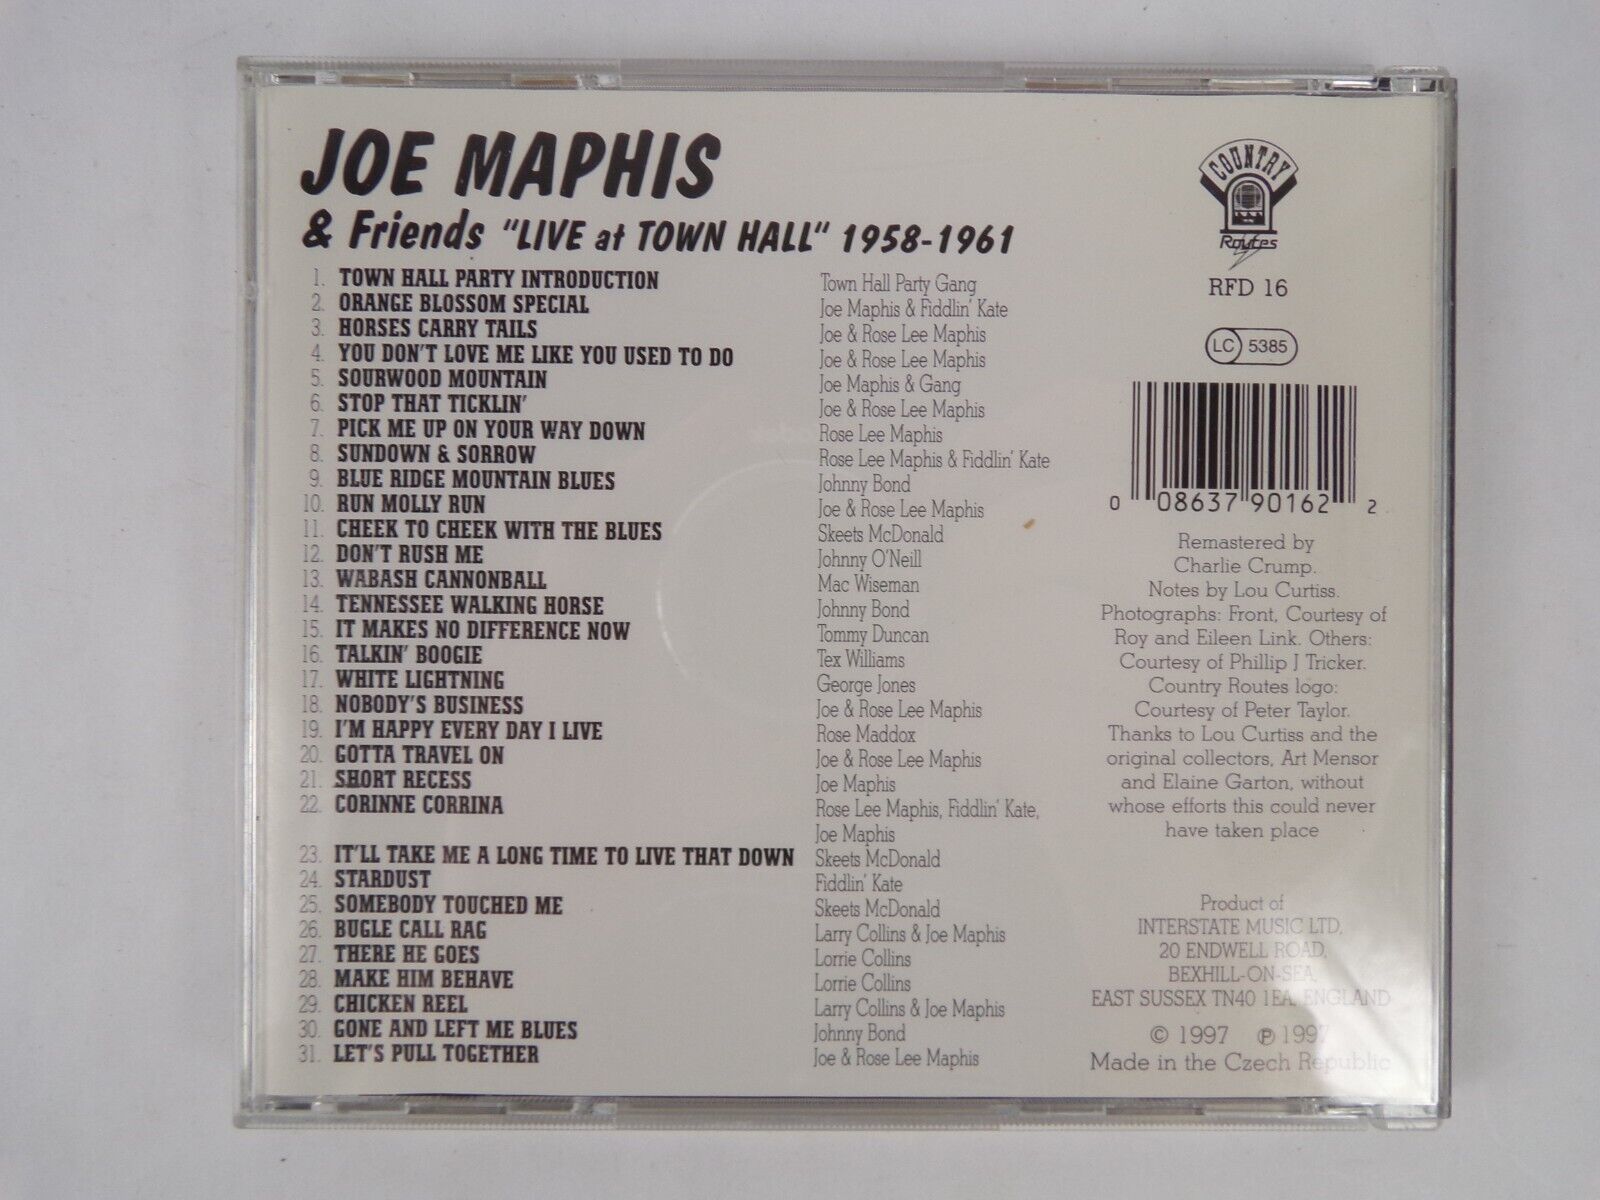 JOE MAPHIS
& Friends "LIVE at TOWN HALL" 1958-1961
1. TOWN HALL PARTY INTRODUCTION Town Hall Party Gang
2. ORANGE BLOSSOM SPECIAL Joe Maphis & Fiddlin' Kate
3. HORSES CARRY TAILS Joe & Rose Lee Maphis
4. YOU DON'T LOVE ME LIKE YOU USED TO DO Joe & Rose Lee Maphis
5. SOURWOOD MOUNTAIN Joe Maphis & Gang
6. STOP THAT TICKLIN' Joe & Rose Lee Maphis
7. PICK ME UP ON YOUR WAY DOWN Rose Lee Maphis
8. SUNDOWN & SORROW Rose Lee Maphis & Fiddlin' Kate
9. BLUE RIDGE MOUNTAIN BLUES Johnny Bond
10. RUN MOLLY RUN Joe & Rose Lee Maphis
11. CHEEK TO CHEEK WITH THE BLUES Skeets McDonald
12. DON'T RUSH ME Johnny O'Neill
13. WABASH CANNONBALL Mac Wiseman
14. TENNESSEE WALKING HORSE Johnny Bond
15. IT MAKES NO DIFFERENCE NOW Tommy Duncan
16. TALKIN' BOOGIE Tex Williams
17. WHITE LIGHTNING George Jones
18. NOBODY'S BUSINESS Joe & Rose Lee Maphis
19. I'M HAPPY EVERY DAY I LIVE Rose Maddox
20. GOTTA TRAVEL ON Joe & Rose Lee Maphis
21. SHORT RECESS Joe Maphis
22. CORINNE CORRINA Rose Lee Maphis, Fiddlin' Kate,
Joe Maphis
23. IT'LL TAKE ME A LONG TIME TO LIVE THAT DOWN Skeets McDonald
24. STARDUST Fiddlin' Kate
25. SOMEBODY TOUCHED ME Skeets McDonald
26. BUGLE CALL RAG Larry Collins & Joe Maphis
27. THERE HE GOES Lorrie Collins
28. MAKE HIM BEHAVE Lorrie Collins
29. CHICKEN REEL Larry Collins & Joe Maphis
30. GONE AND LEFT ME BLUES Johnny Bond
31. LET'S PULL TOGETHER Joe & Rose Lee Maphis
COUNTRY
Routes
RFD 16
LC 5385
0 08637 90162 2
Remastered by
Charlie Crump.
Notes by Lou Curtiss.
Photographs: Front, Courtesy of
Roy and Eileen Link. Others:
Courtesy of Phillip J Tricker.
Country Routes logo:
Courtesy of Peter Taylor.
Thanks to Lou Curtiss and the
original collectors, Art Mensor
and Elaine Garton, without
whose efforts this could never
have taken place
Product of
INTERSTATE MUSIC LTD,
20 ENDWELL ROAD,
BEXHILL-ON-SEA,
EAST SUSSEX TN40 1EA, ENGLAND
© 1997 ℗ 1997
Made in the Czech Republic